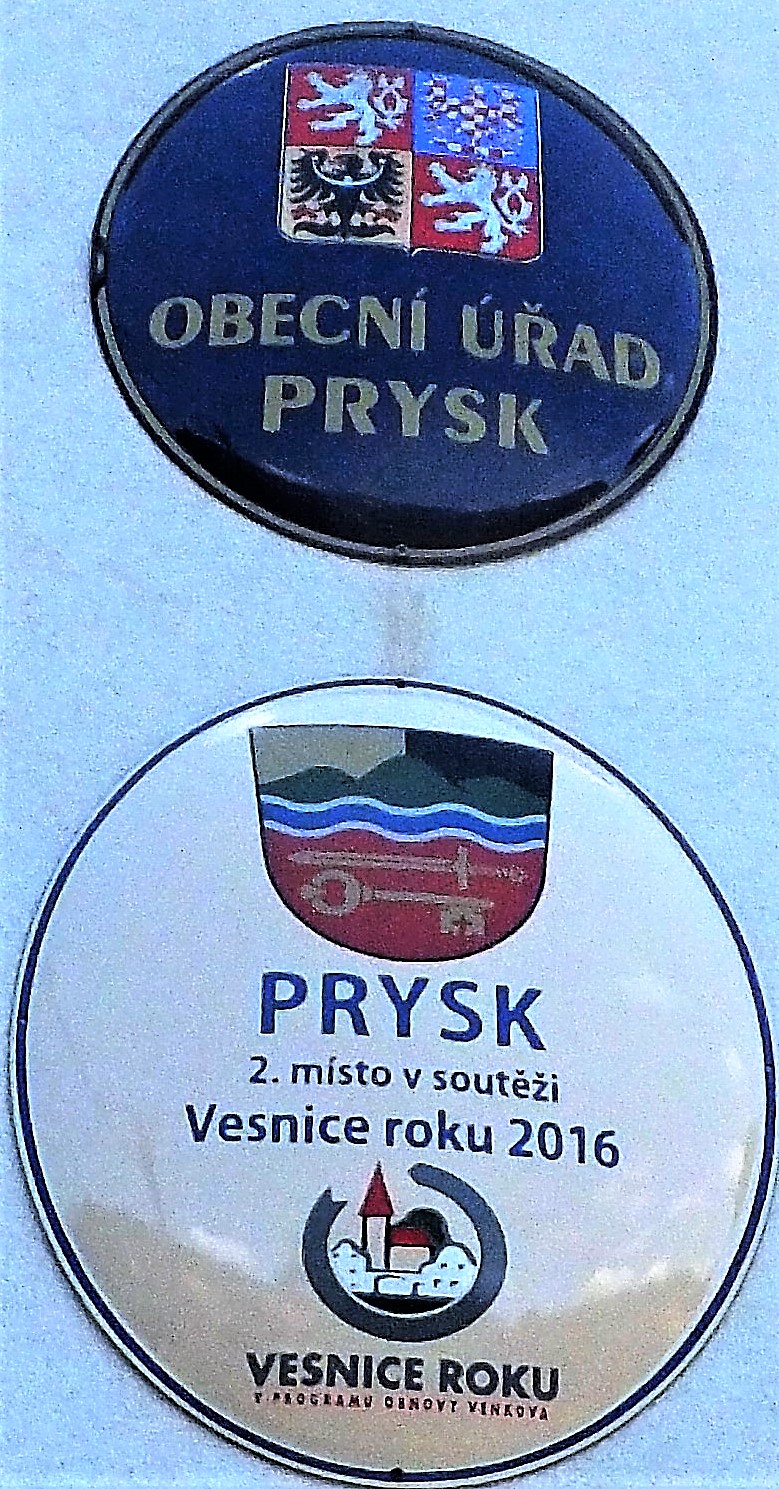 OBECNÍ ÚŘAD
PRYSK
PRYSK
2. místo v soutěži
Vesnice roku 2016
VESNICE ROKU
V PROGRAMU OBNOVY VENKOVA